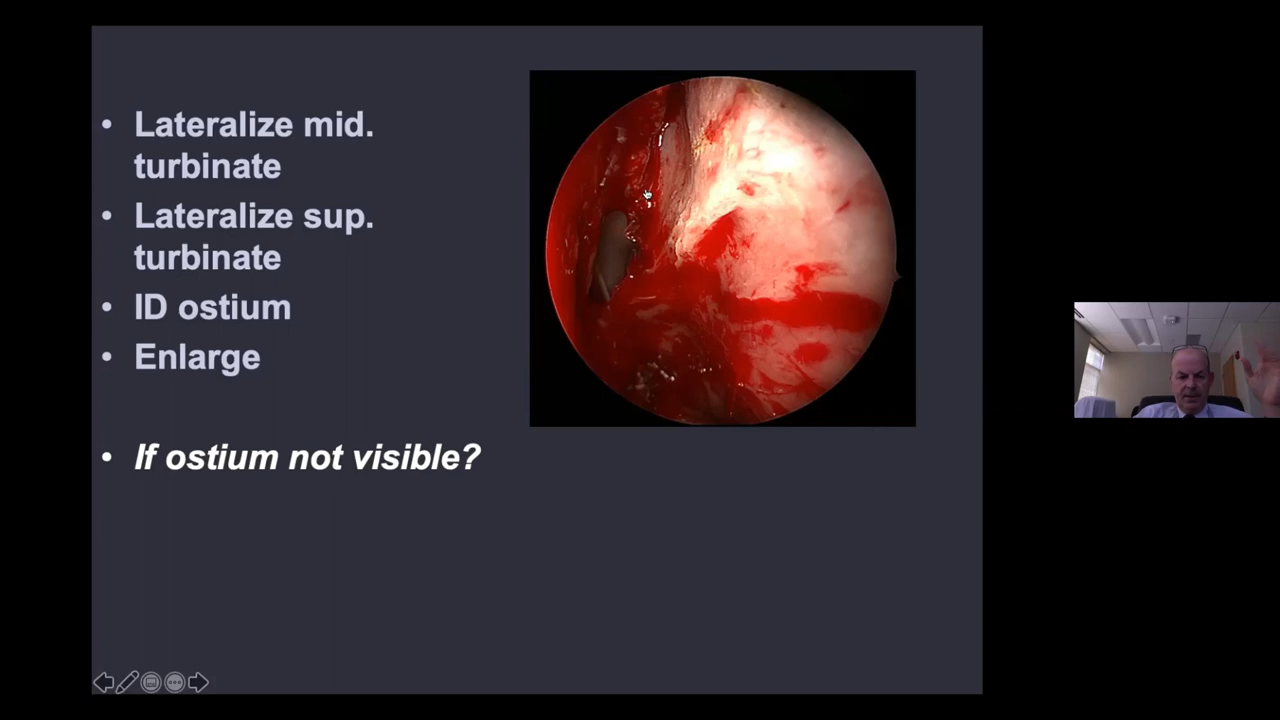 • Lateralize mid.
turbinate
• Lateralize sup.
turbinate
• ID ostium
• Enlarge
• If ostium not visible?